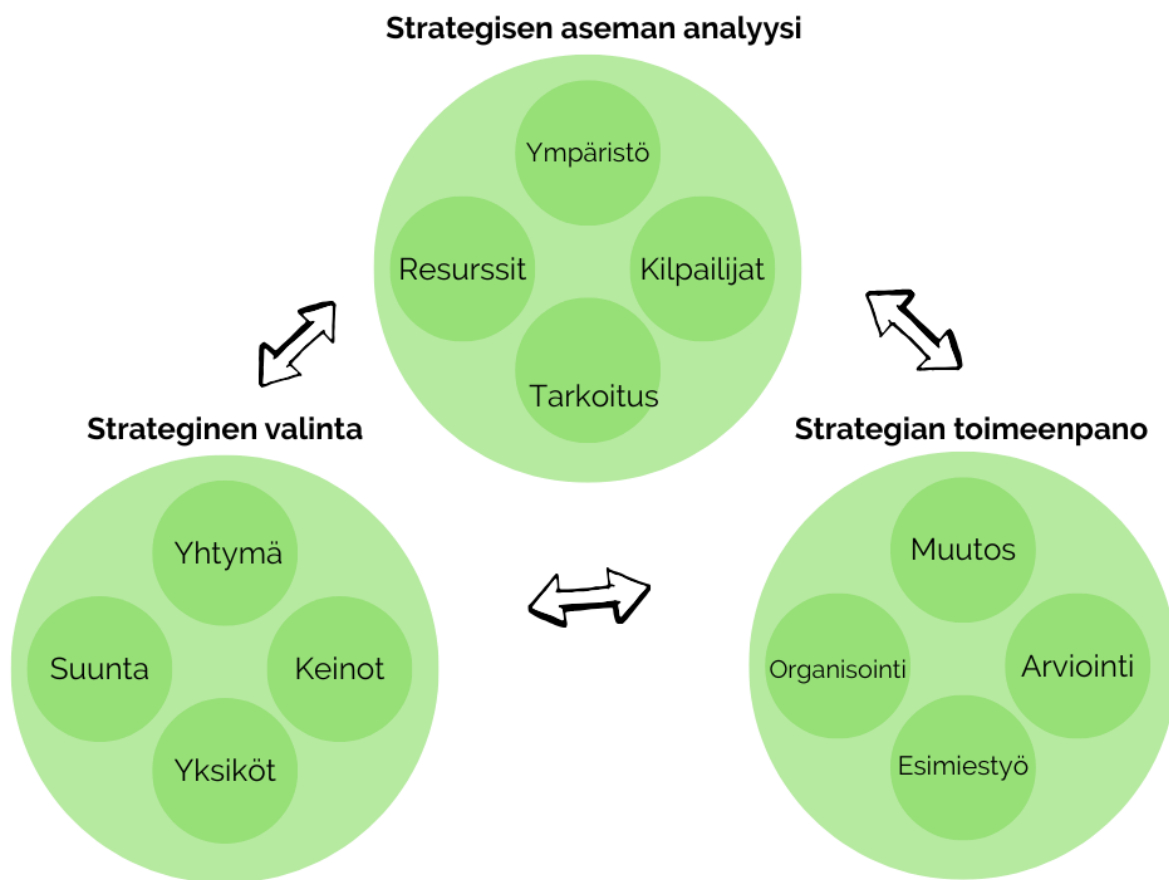 Strategisen aseman analyysi
Ympäristö
Resurssit
Kilpailijat
Tarkoitus
Strateginen valinta
Yhtymä
Suunta
Keinot
Yksiköt
Strategian toimeenpano
Muutos
Organisointi
Arviointi
Esimiestyö